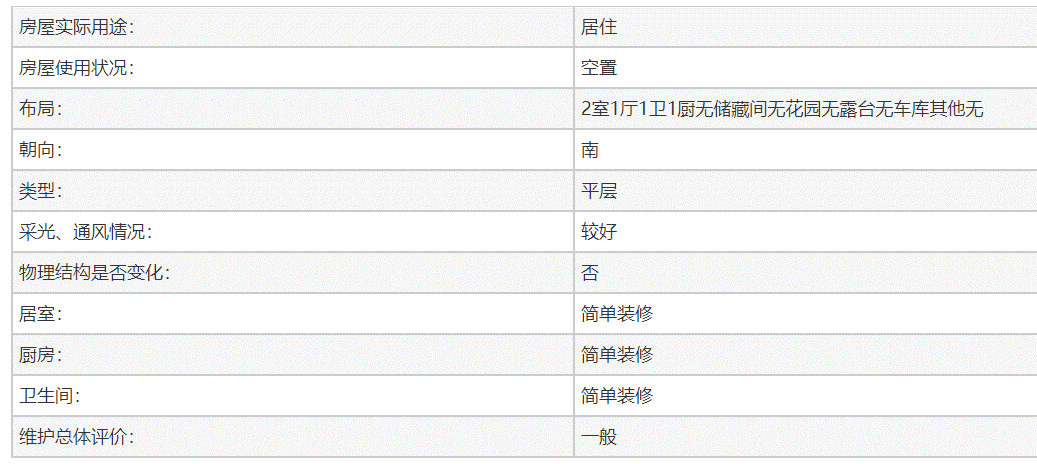 房屋实际用途： 居住
房屋使用状况： 空置
布局： 2室1厅1卫1厨无储藏间无花园无露台无车库其他无
朝向： 南
类型： 平层
采光、通风情况： 较好
物理结构是否变化： 否
居室： 简单装修
厨房： 简单装修
卫生间： 简单装修
维护总体评价： 一般